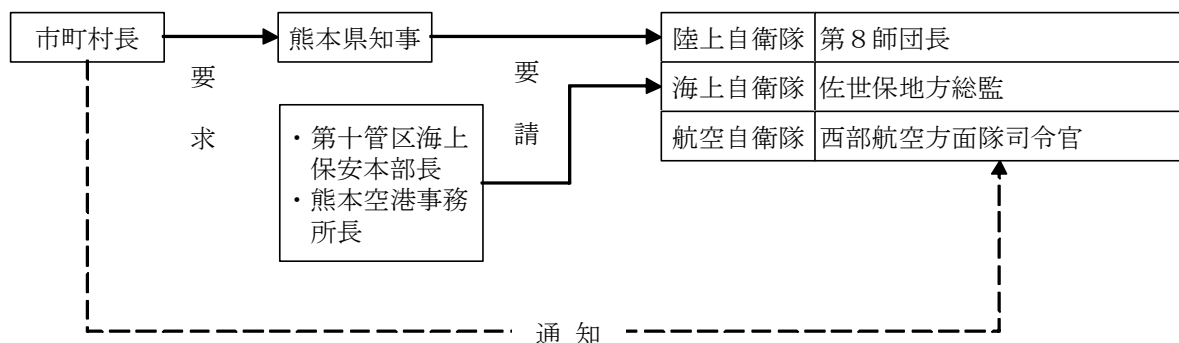 市町村長
熊本県知事
陸上自衛隊 第８師団長
海上自衛隊 佐世保地方総監
航空自衛隊 西部航空方面隊司令官
要求
要請
・第十管区海上
保安本部長
・熊本空港事務
所長
通 知